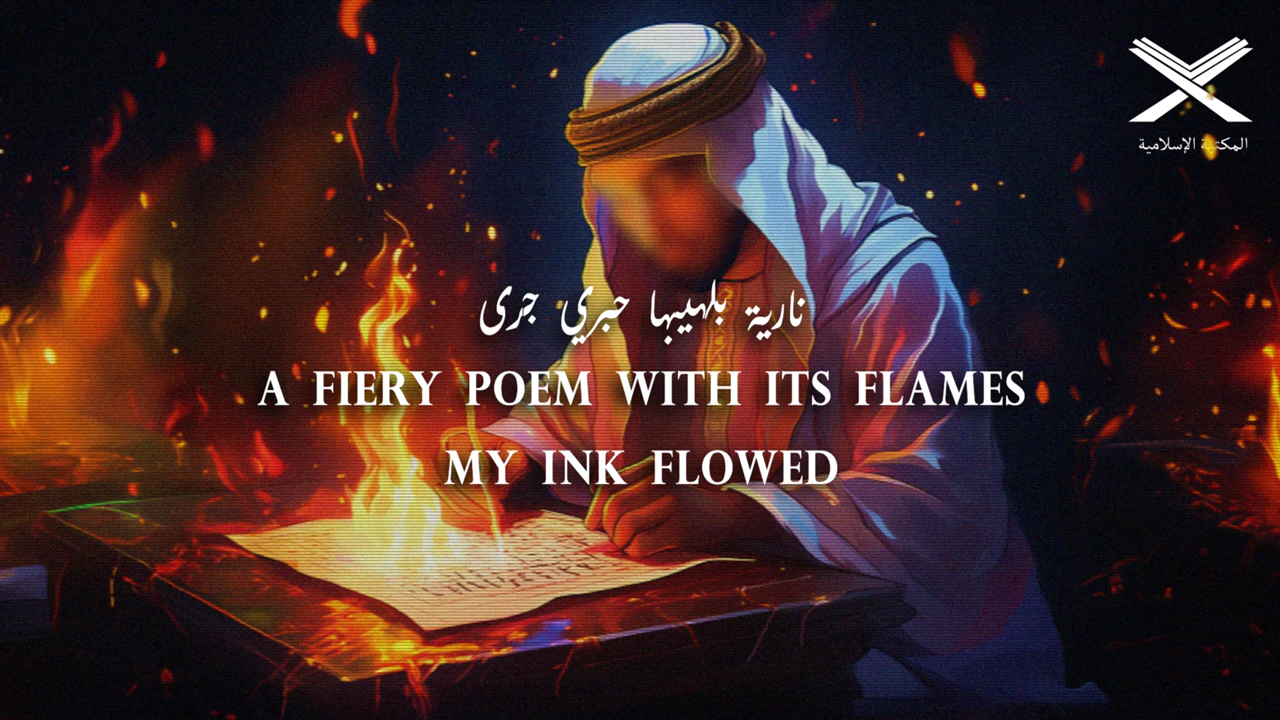 المكتبة الإسلامية
نارية بلهيبها حبري جرى
A FIERY POEM WITH ITS FLAMES
MY INK FLOWED